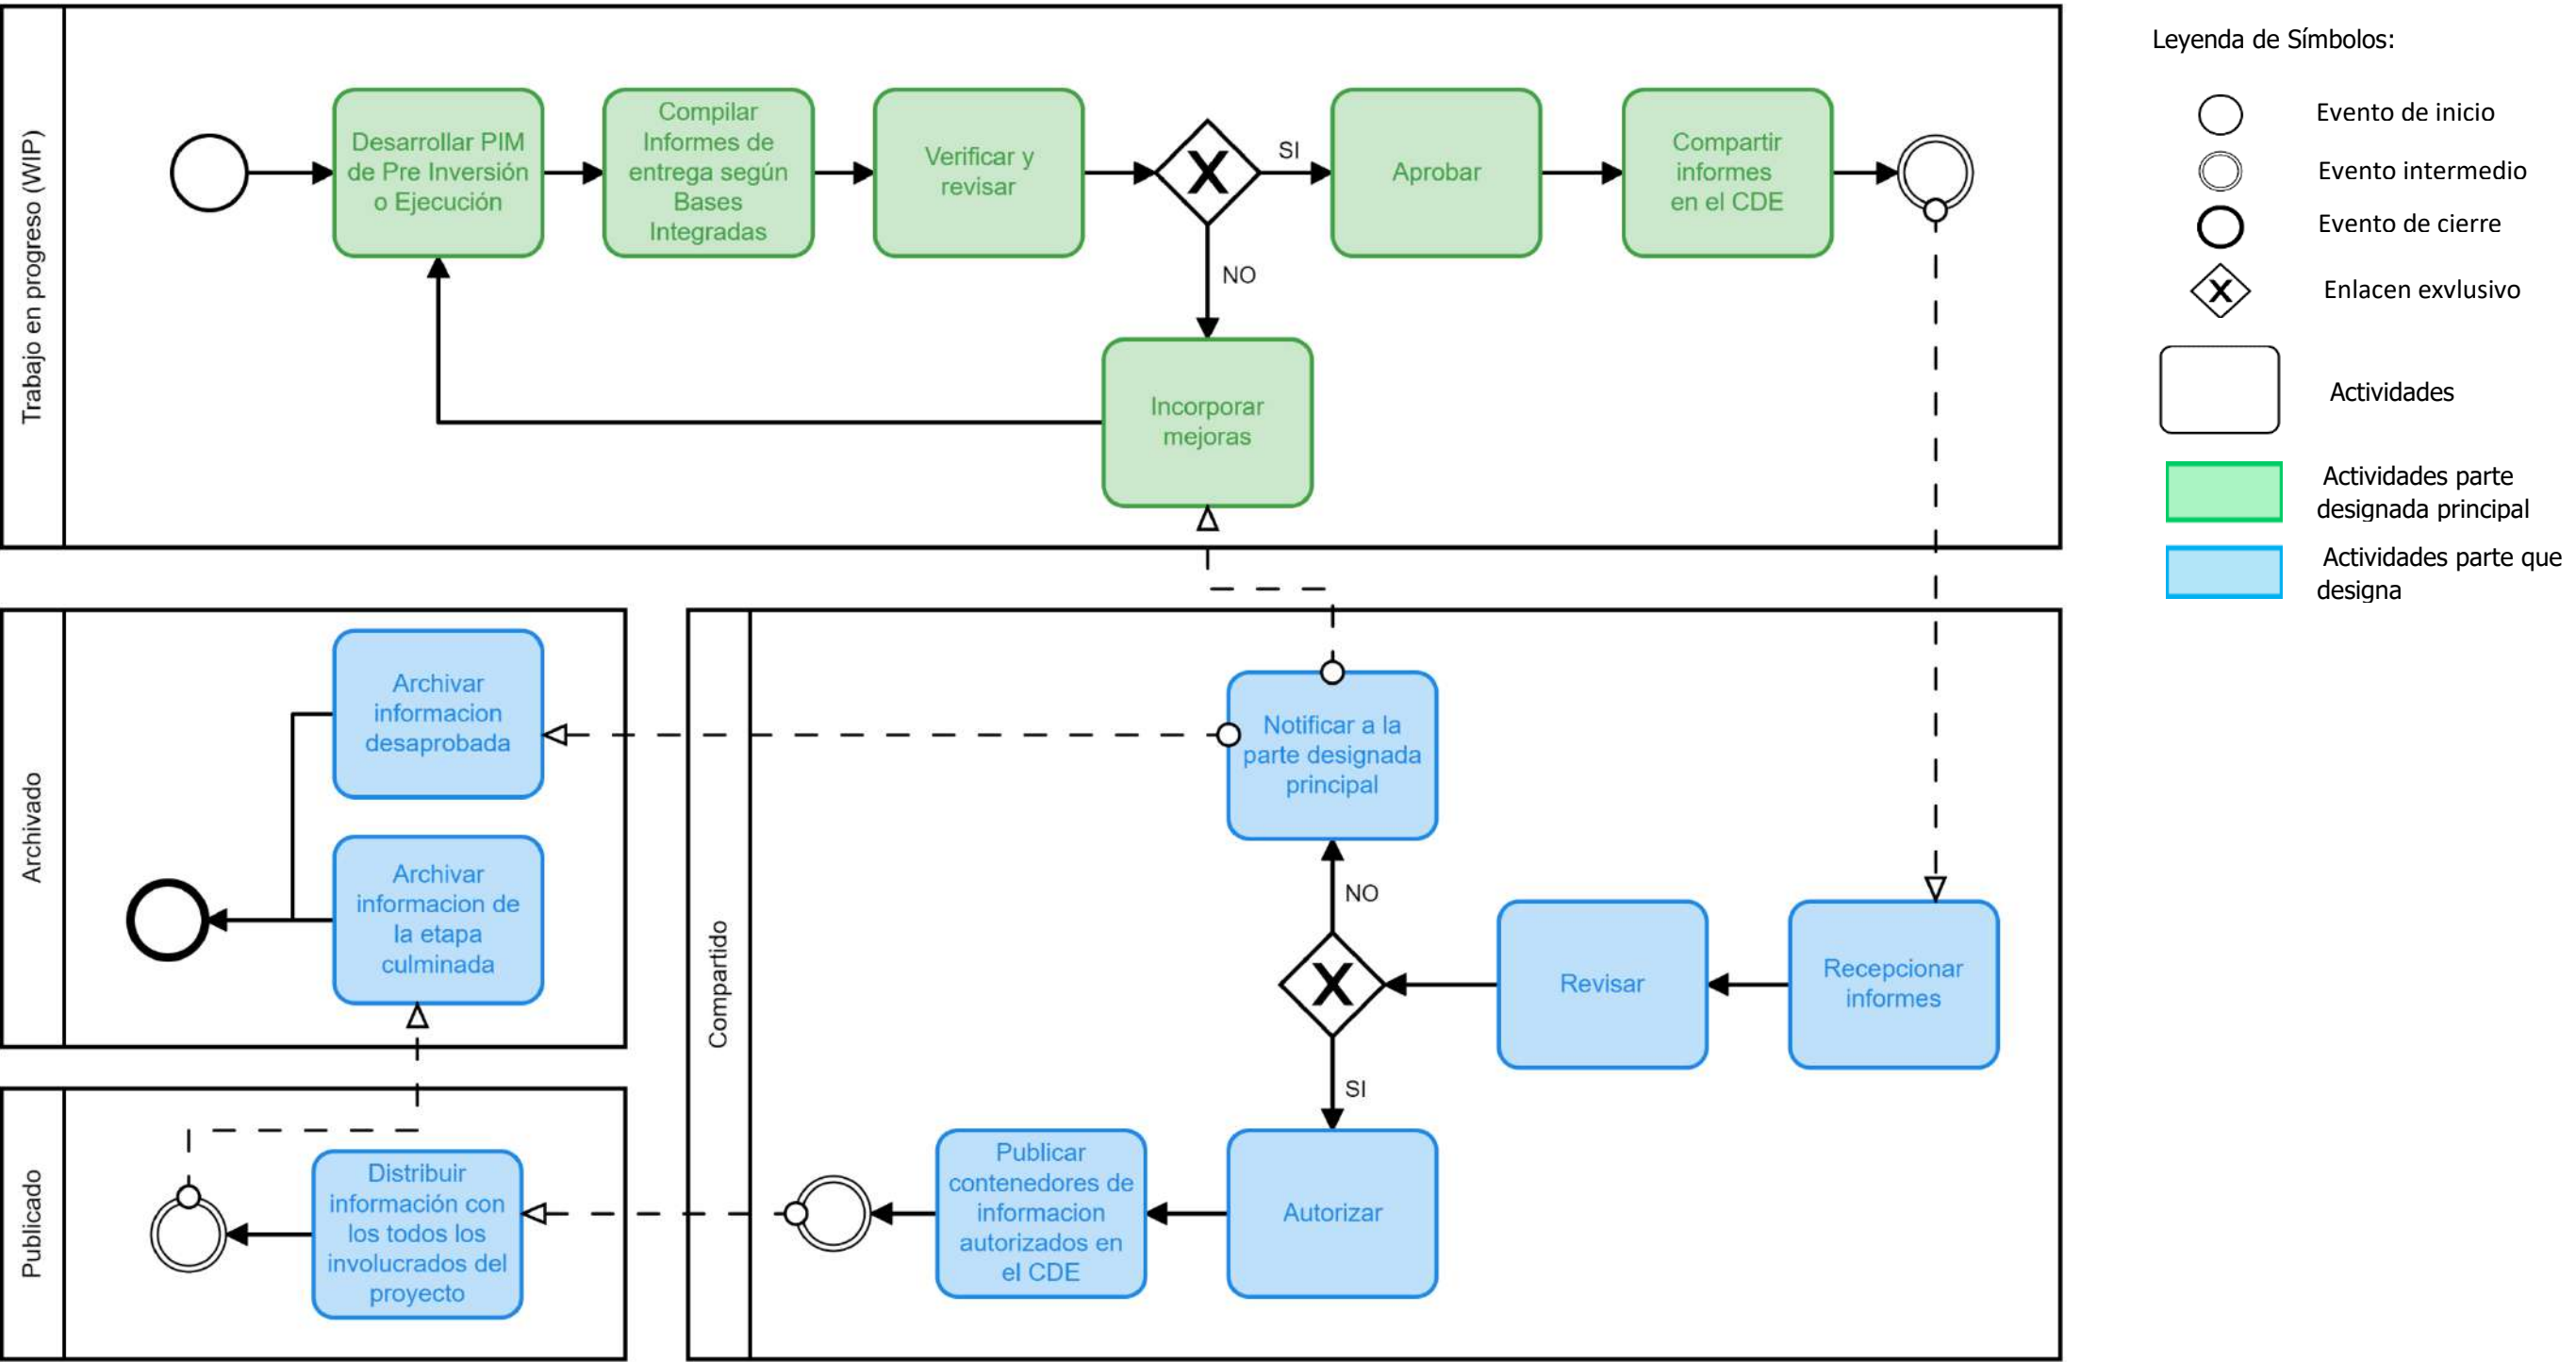 Trabajo en progreso (WIP)
Desarrollar PIM
de Pre Inversión
o Ejecución
Compilar
Informes de
entrega según
Bases
Integradas
Verificar y
revisar
X
SI
NO
Aprobar
Compartir
informes
en el CDE
Incorporar
mejoras
Leyenda de Símbolos:
Evento de inicio
Evento intermedio
Evento de cierre
X
Enlacen exvlusivo
Actividades
Actividades parte
designada principal
Actividades parte que
designa
Archivado
Archivar
informacion
desaprobada
Archivar
informacion de
la etapa
culminada
Compartido
Notificar a la
parte designada
principal
NO
X
SI
Revisar
Recepcionar
informes
Autorizar
Publicar
contenedores de
informacion
autorizados en
el CDE
Publicado
Distribuir
información con
los todos los
involucrados del
proyecto